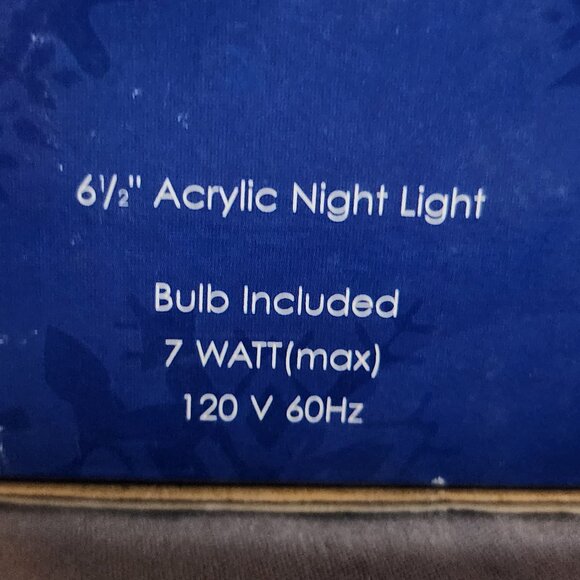 6½" Acrylic Night Light
Bulb Included
7 WATT(max)
120 V 60Hz